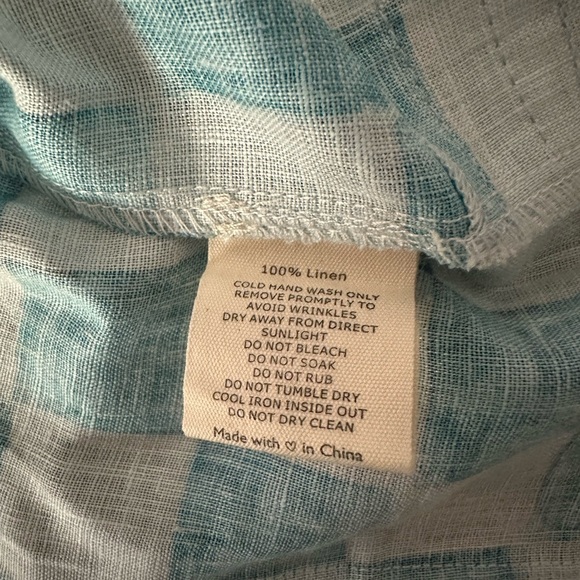 100% Linen
COLD HAND WASH ONLY
REMOVE PROMPTLY TO
AVOID WRINKLES
DRY AWAY FROM DIRECT
SUNLIGHT
DO NOT BLEACH
DO NOT SOAK
DO NOT RUB
DO NOT TUMBLE DRY
COOL IRON INSIDE OUT
DO NOT DRY CLEAN
Made with ♡ in China